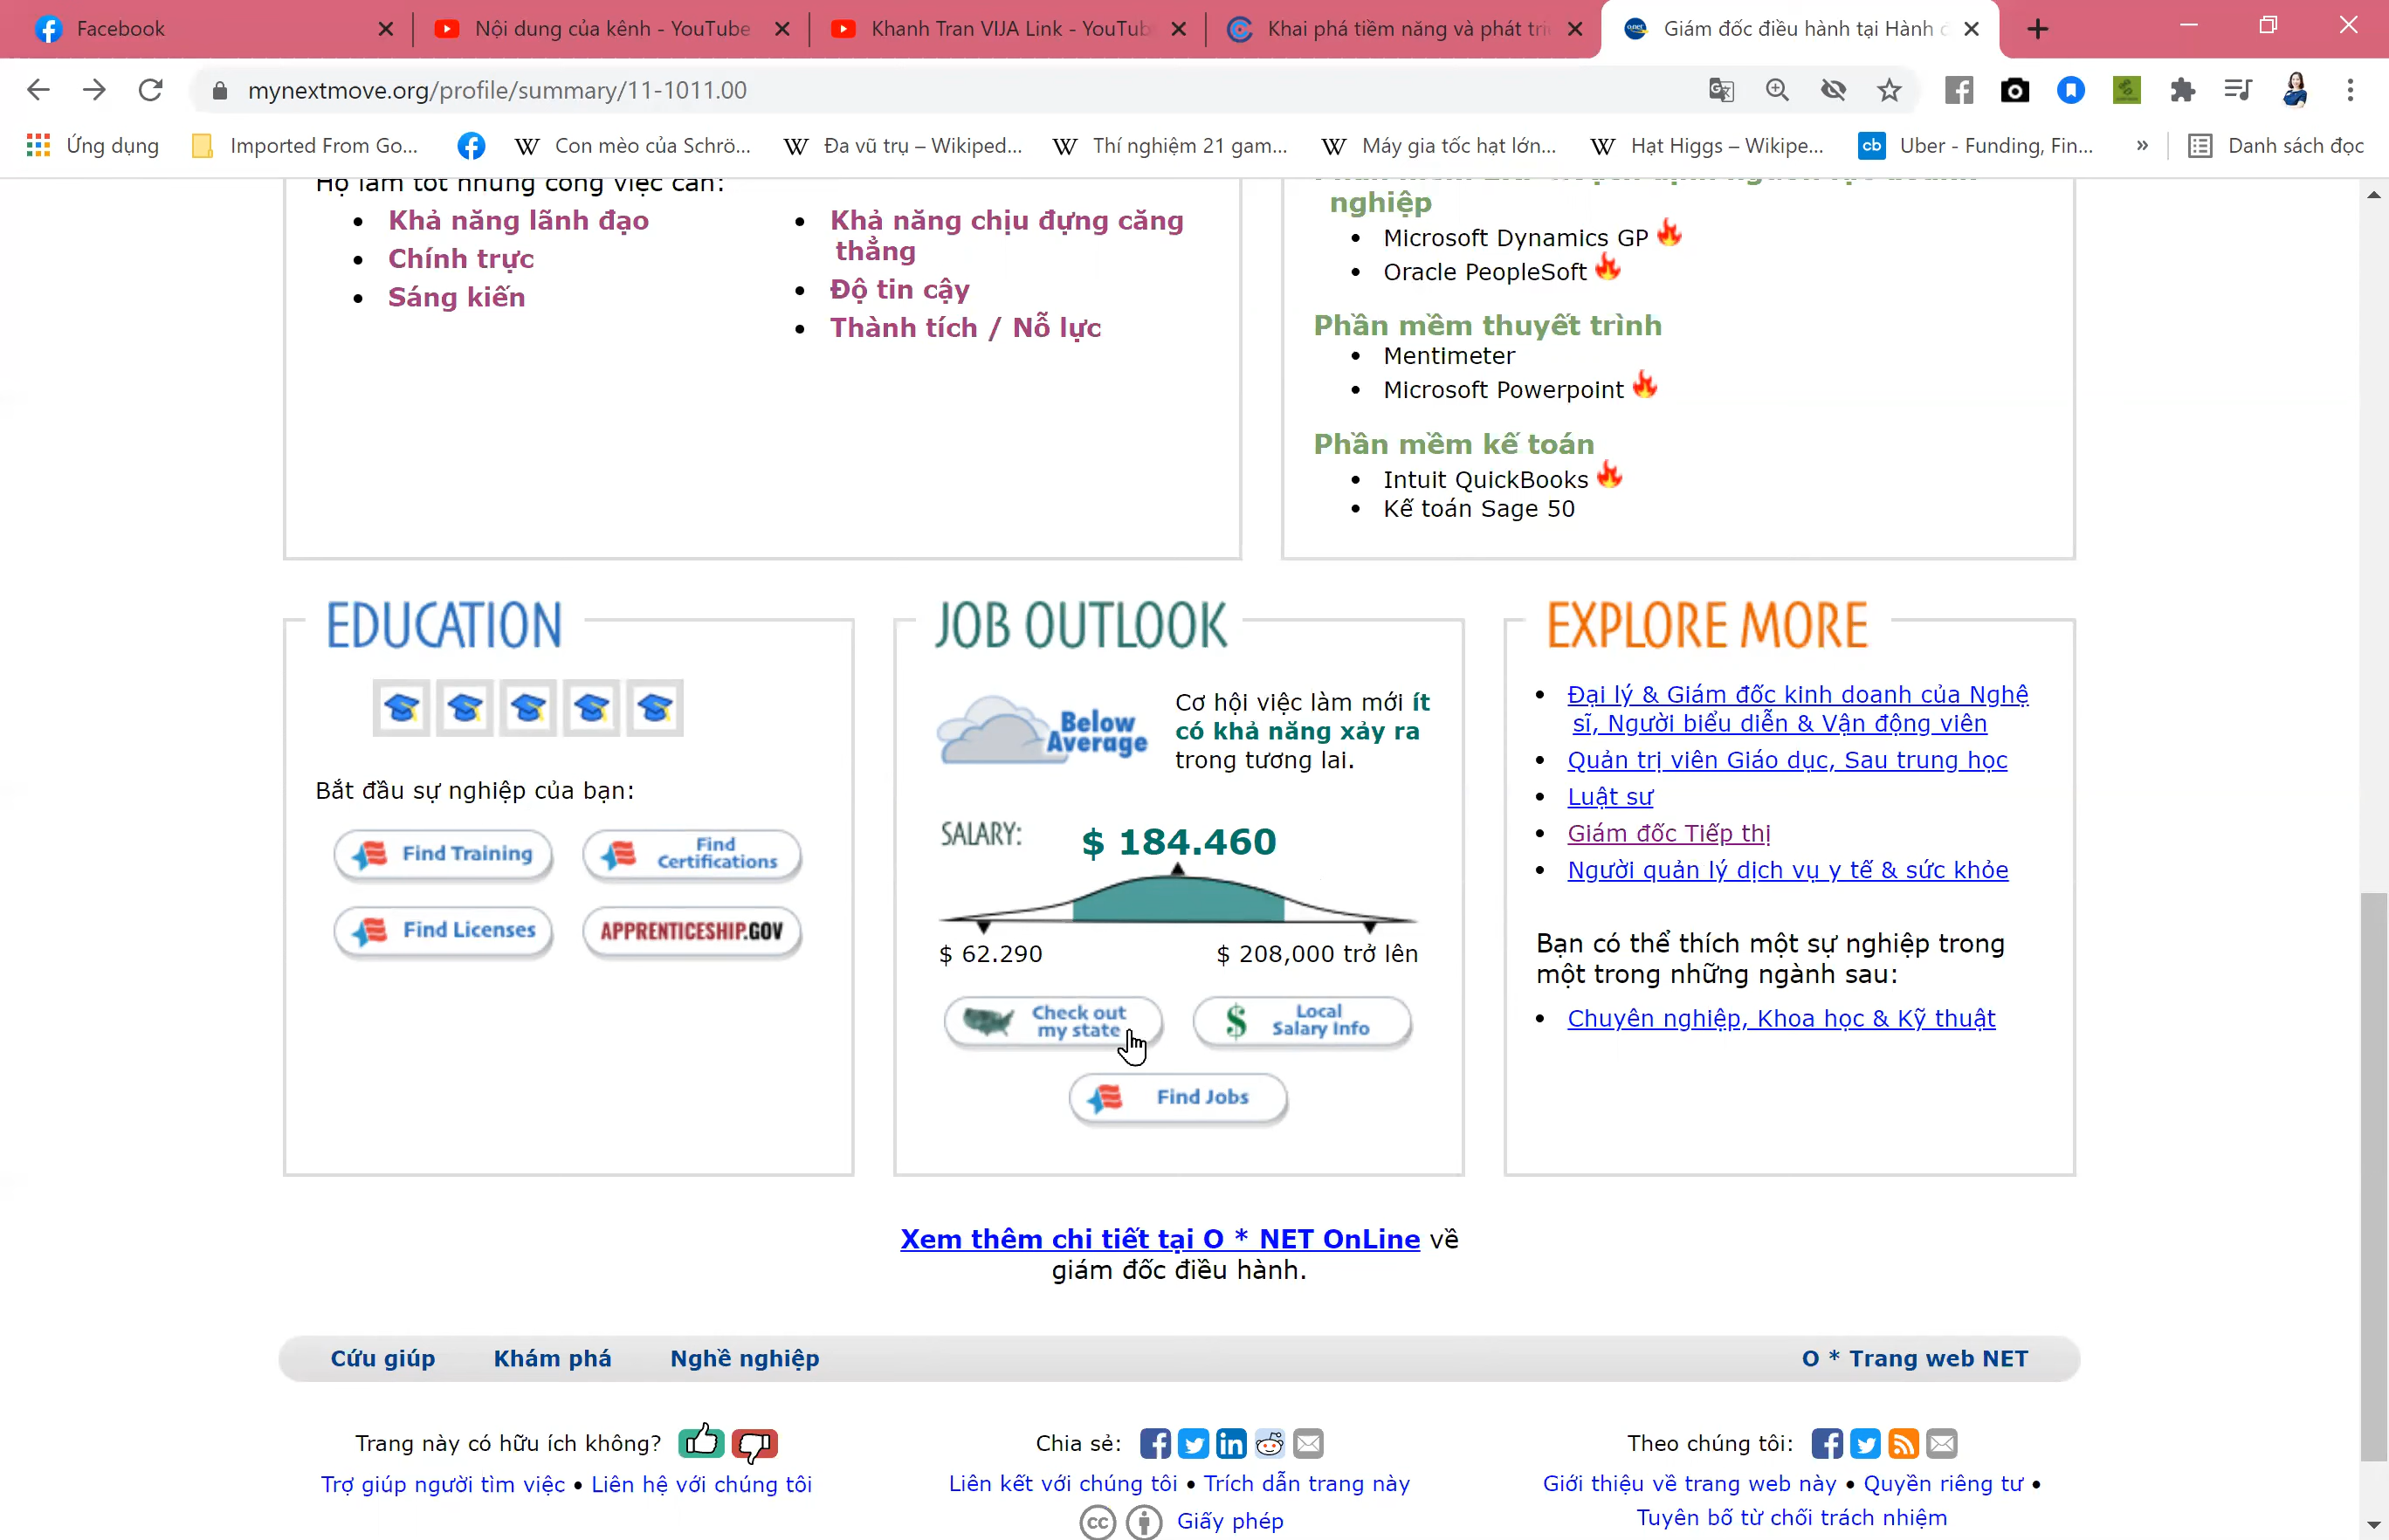 Facebook
Nội dung của kênh - YouTube
Khanh Tran VIJA Link - YouTub
Khai phá tiềm năng và phát tri
Giám đốc điều hành tại Hành c
mynextmove.org/profile/summary/11-1011.00
Ứng dụng
Imported From Go...
Con mèo của Schrö...
Đa vũ trụ – Wikiped...
Thí nghiệm 21 gam...
Máy gia tốc hạt lớn...
Hạt Higgs – Wikipe...
cb Uber - Funding, Fin...
»
Danh sách đọc
Họ làm tốt những công việc cần:
Khả năng lãnh đạo
Chính trực
Sáng kiến
Khả năng chịu đựng căng
thẳng
Độ tin cậy
Thành tích / Nỗ lực
nghiệp
Microsoft Dynamics GP
Oracle PeopleSoft
Phần mềm thuyết trình
Mentimeter
Microsoft Powerpoint
Phần mềm kế toán
Intuit QuickBooks
Kế toán Sage 50
EDUCATION
Bắt đầu sự nghiệp của bạn:
Find Training
Find
Certifications
Find Licenses
APPRENTICESHIP.GOV
JOB OUTLOOK
Below
Average
Cơ hội việc làm mới ít
có khả năng xảy ra
trong tương lai.
SALARY:
$ 184.460
$ 62.290
$ 208,000 trở lên
Check out
my state
Local
Salary Info
Find Jobs
EXPLORE MORE
Đại lý & Giám đốc kinh doanh của Nghệ
sĩ, Người biểu diễn & Vận động viên
Quản trị viên Giáo dục, Sau trung học
Luật sư
Giám đốc Tiếp thị
Người quản lý dịch vụ y tế & sức khỏe
Bạn có thể thích một sự nghiệp trong
một trong những ngành sau:
Chuyên nghiệp, Khoa học & Kỹ thuật
Xem thêm chi tiết tại O * NET OnLine về
giám đốc điều hành.
Cứu giúp
Khám phá
Nghề nghiệp
O * Trang web NET
Trang này có hữu ích không?
Trợ giúp người tìm việc • Liên hệ với chúng tôi
Chia sẻ:
Liên kết với chúng tôi • Trích dẫn trang này
cc Giấy phép
Theo chúng tôi:
Giới thiệu về trang web này • Quyền riêng tư •
Tuyên bố từ chối trách nhiệm